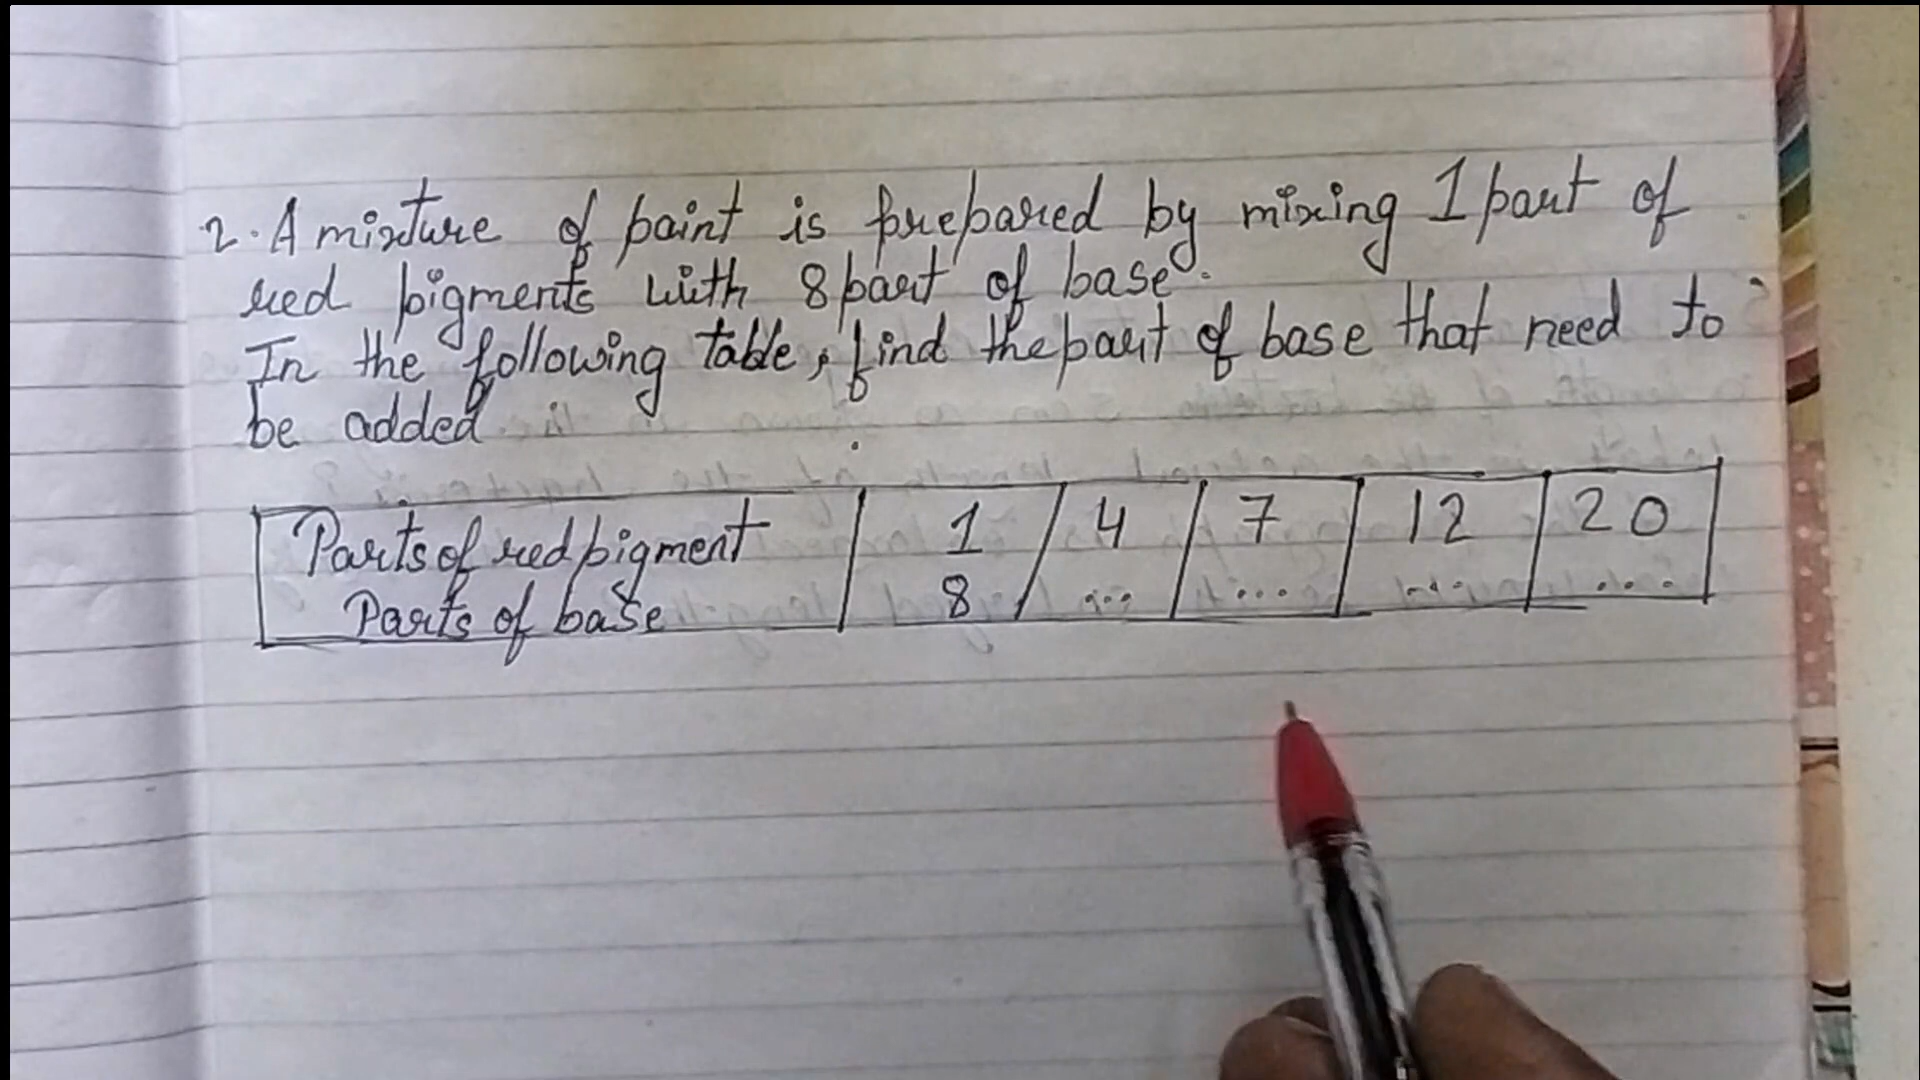 2. A mixture of paint is prepared by mixing 1 part of
red pigments with 8 part of base.
In the following table, find the part of base that need to
be added
Parts of red pigment 1 4 7 12 20
Parts of base 8 ... .... .... ....